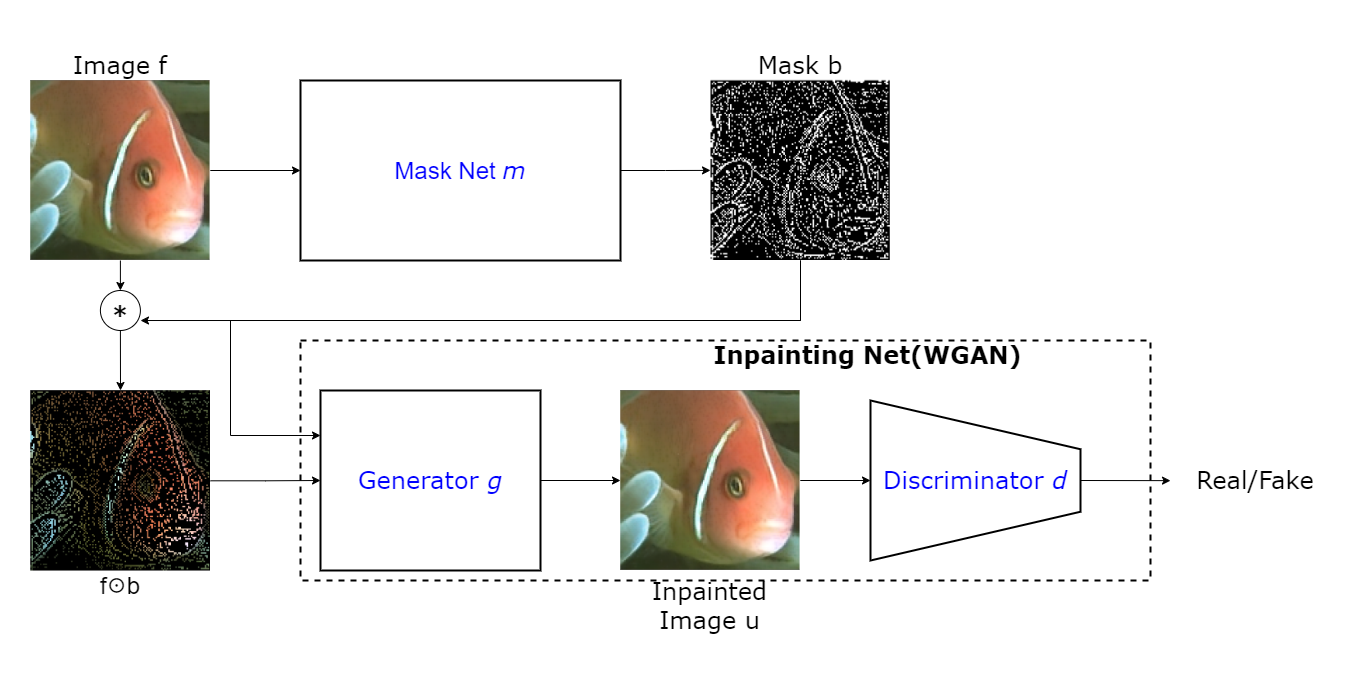 Image f
Mask b
Mask Net m
*
Inpainting Net(WGAN)
Generator g
Discriminator d
Real/Fake
f⊙b
Inpainted
Image u